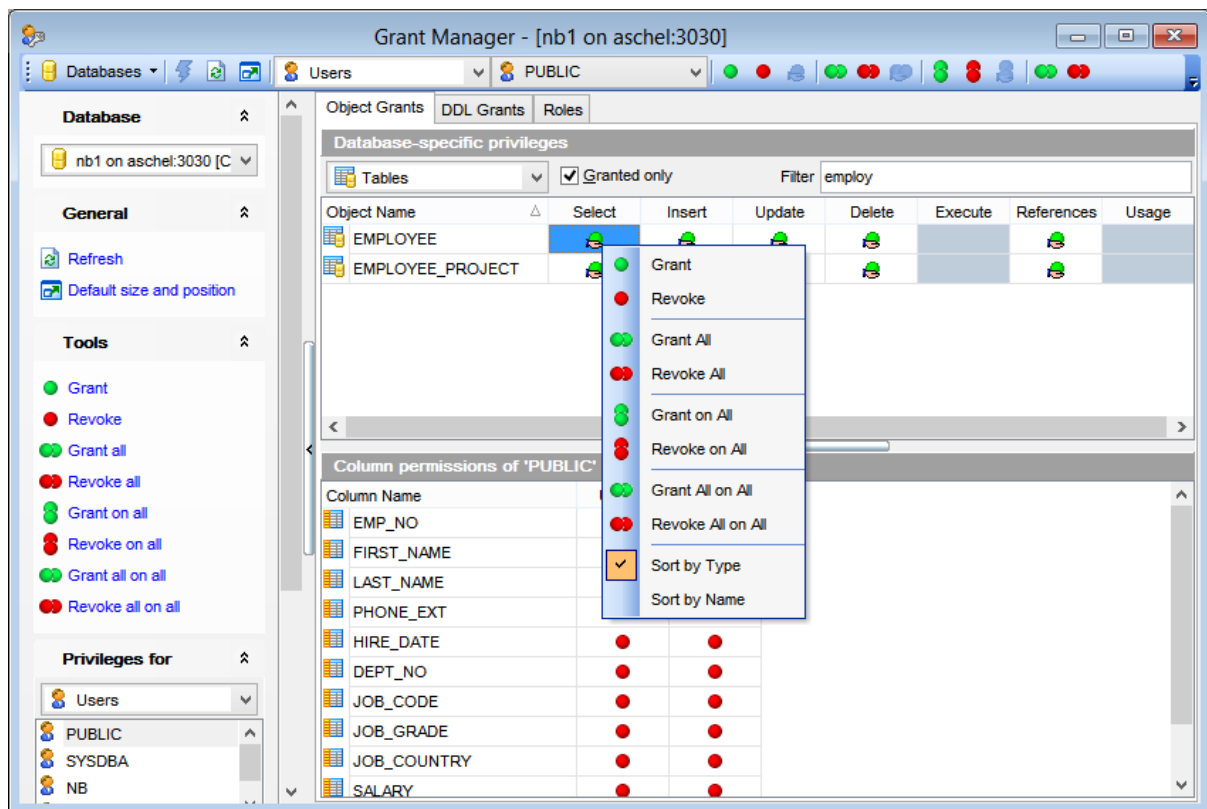 Grant Manager - [nb1 on aschel:3030]
Databases Users PUBLIC
Database
nb1 on aschel:3030 [C
General
Refresh
Default size and position
Tools
Grant
Revoke
Grant all
Revoke all
Grant on all
Revoke on all
Grant all on all
Revoke all on all
Privileges for
Users
PUBLIC
SYSDBA
NB
Object Grants DDL Grants Roles
Database-specific privileges
Tables Granted only Filter employ
Object Name Select Insert Update Delete Execute References Usage
EMPLOYEE
EMPLOYEE_PROJECT
Grant
Revoke
Grant All
Revoke All
Grant on All
Revoke on All
Grant All on All
Revoke All on All
Sort by Type
Sort by Name
Column permissions of 'PUBLIC'
Column Name
EMP_NO
FIRST_NAME
LAST_NAME
PHONE_EXT
HIRE_DATE
DEPT_NO
JOB_CODE
JOB_GRADE
JOB_COUNTRY
SALARY